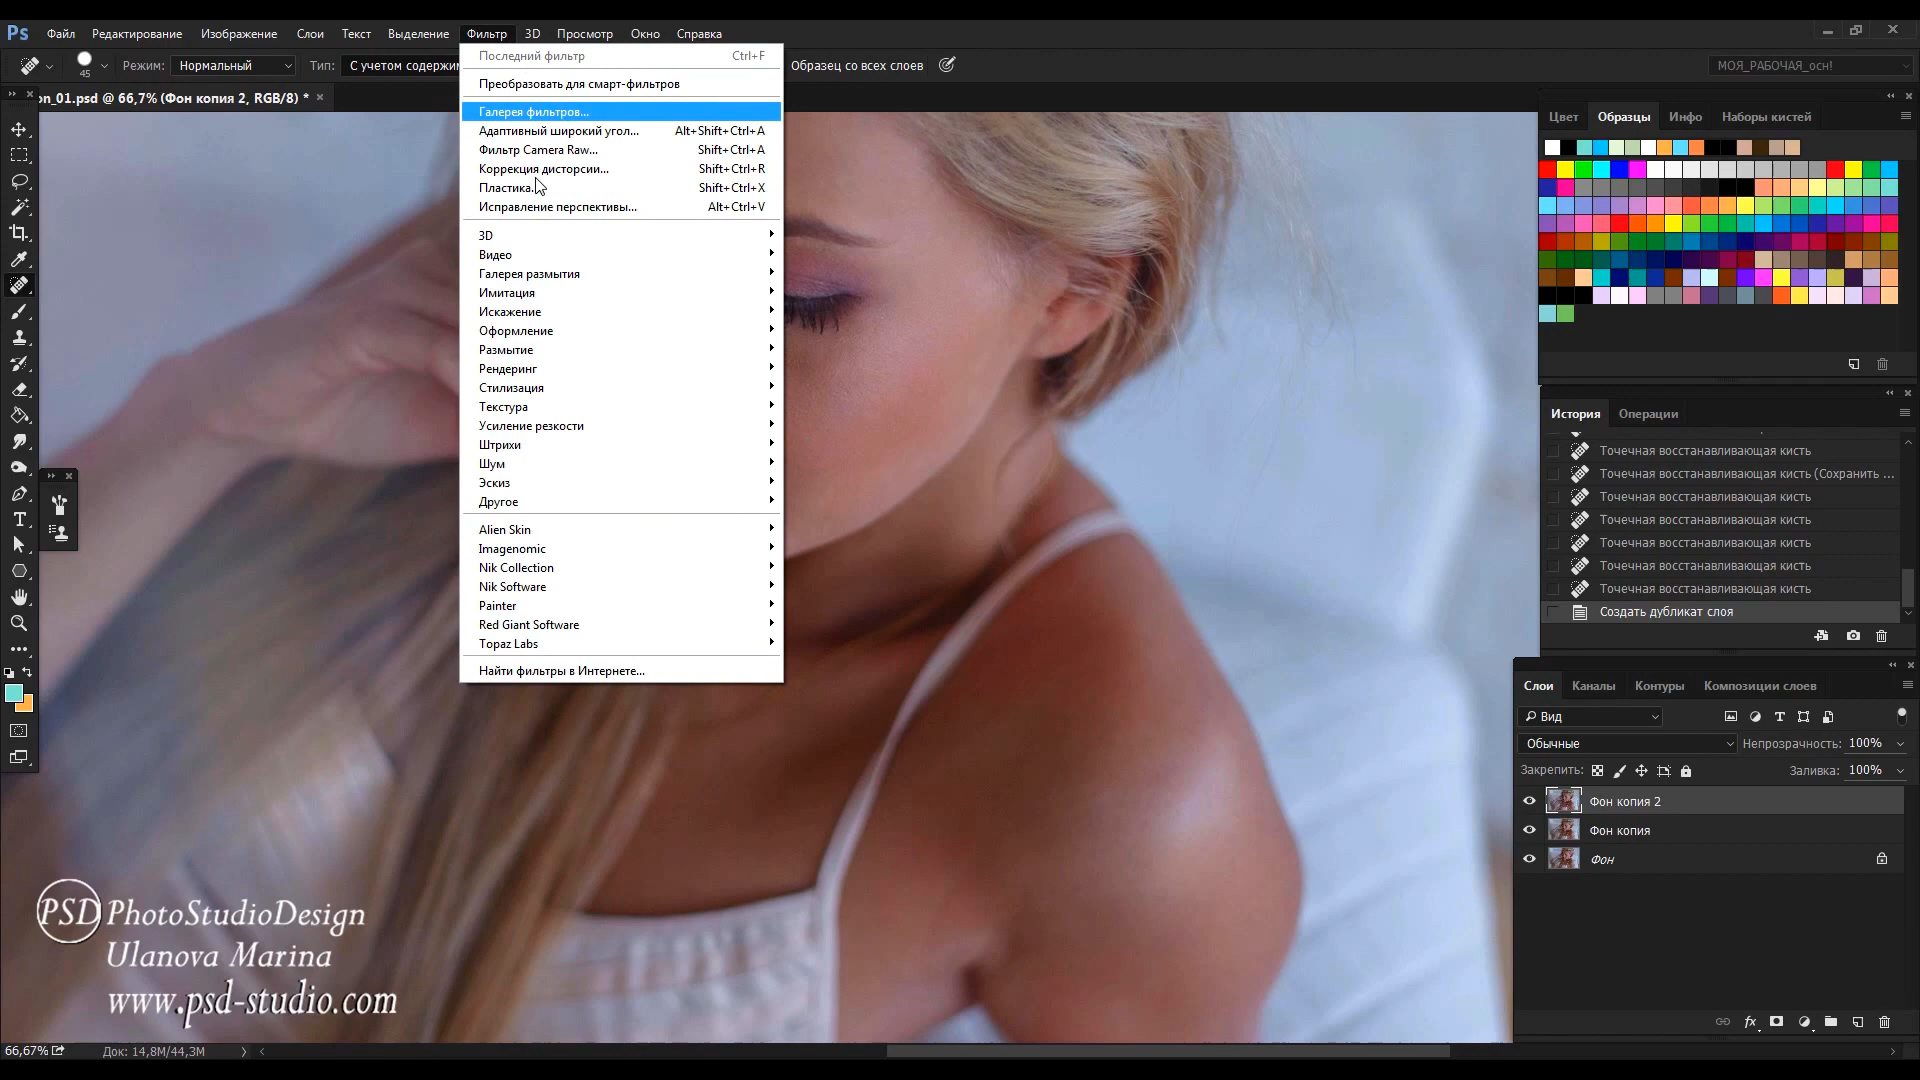 Ps Файл Редактирование Изображение Слои Текст Выделение Фильтр 3D Просмотр Окно Справка
45 Режим: Нормальный Тип: С учетом содержим Образец со всех слоев МОЯ_РАБОЧАЯ_осн!
on_01.psd @ 66,7% (Фон копия 2, RGB/8) *
Последний фильтр Ctrl+F
Преобразовать для смарт-фильтров
Галерея фильтров...
Адаптивный широкий угол... Alt+Shift+Ctrl+A
Фильтр Camera Raw... Shift+Ctrl+A
Коррекция дисторсии... Shift+Ctrl+R
Пластика... Shift+Ctrl+X
Исправление перспективы... Alt+Ctrl+V
3D
Видео
Галерея размытия
Имитация
Искажение
Оформление
Размытие
Рендеринг
Стилизация
Текстура
Усиление резкости
Штрихи
Шум
Эскиз
Другое
Alien Skin
Imagenomic
Nik Collection
Nik Software
Painter
Red Giant Software
Topaz Labs
Найти фильтры в Интернете...
Цвет Образцы Инфо Наборы кистей
История Операции
Точечная восстанавливающая кисть
Точечная восстанавливающая кисть (Сохранить ...
Точечная восстанавливающая кисть
Точечная восстанавливающая кисть
Точечная восстанавливающая кисть
Точечная восстанавливающая кисть
Точечная восстанавливающая кисть
Создать дубликат слоя
Слои Каналы Контуры Композиции слоев
Вид
Обычные Непрозрачность: 100%
Закрепить: Заливка: 100%
Фон копия 2
Фон копия
Фон
PSD PhotoStudioDesign
Ulanova Marina
www.psd-studio.com
66,67% Док: 14,8M/44,3M